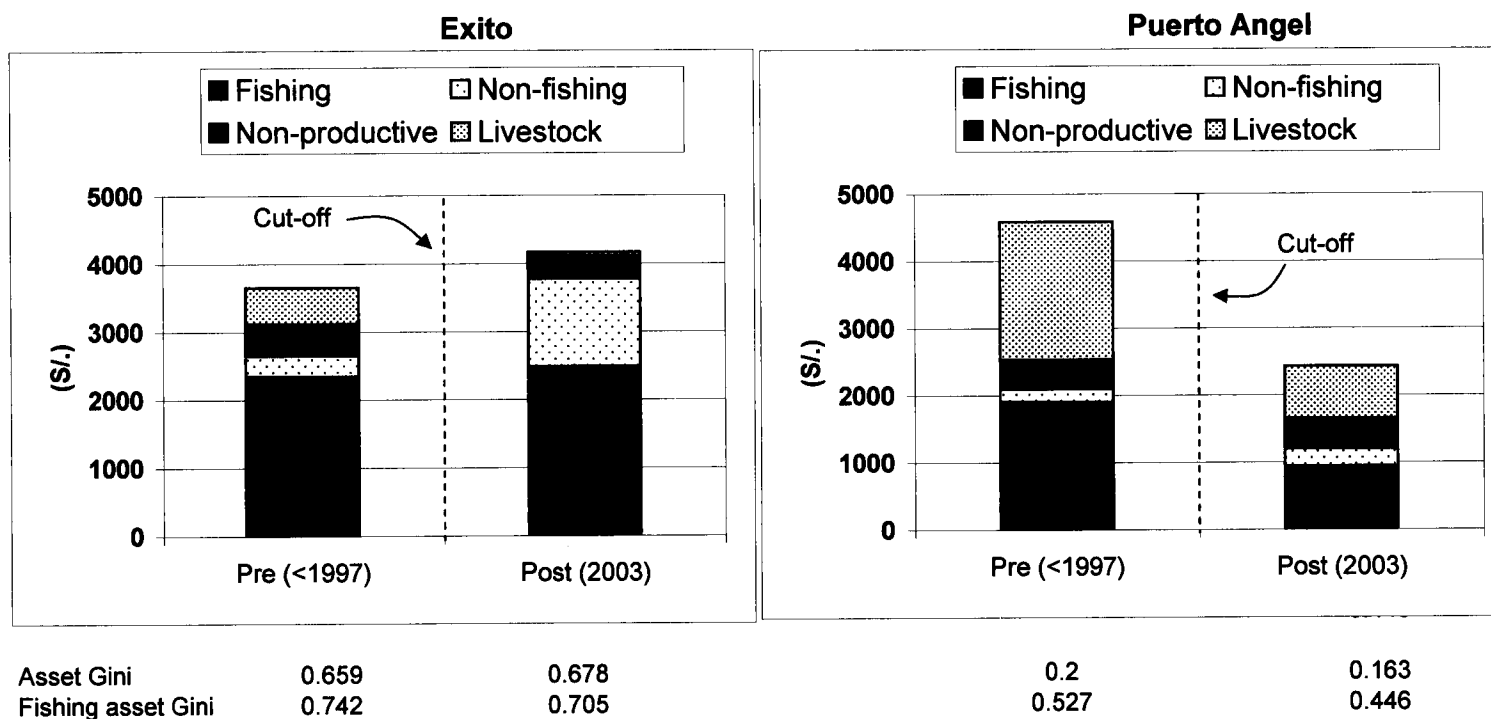 Exito
Fishing Non-fishing
Non-productive Livestock
5000
4000
3000
2000
1000
0
(S/.)
Cut-off
Pre (<1997) Post (2003)
Puerto Angel
Fishing Non-fishing
Non-productive Livestock
5000
4000
3000
2000
1000
0
(S/.)
Cut-off
Pre (<1997) Post (2003)
Asset Gini 0.659 0.678 0.2 0.163
Fishing asset Gini 0.742 0.705 0.527 0.446